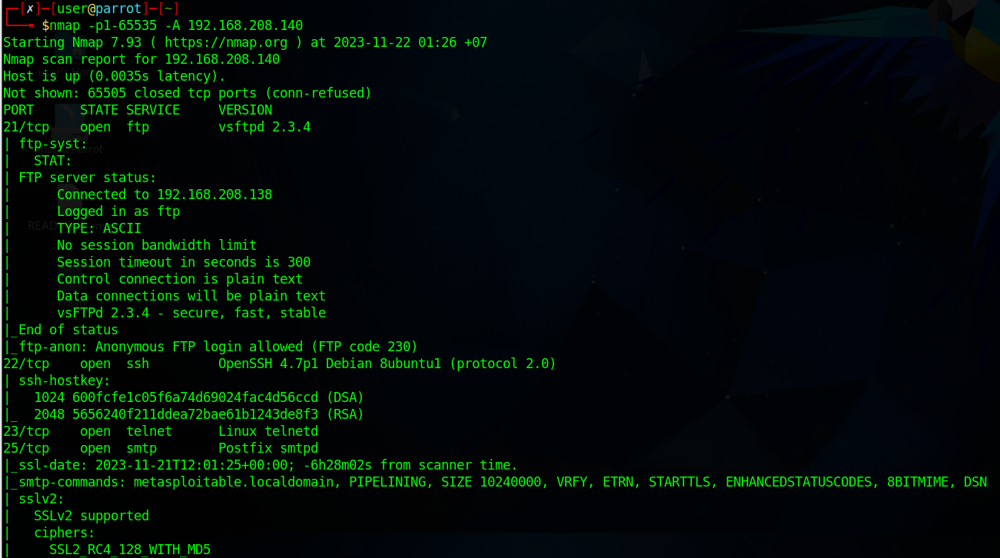 ┌─[✗]─[user@parrot]─[~]
└──╼ $nmap -p1-65535 -A 192.168.208.140
Starting Nmap 7.93 ( https://nmap.org ) at 2023-11-22 01:26 +07
Nmap scan report for 192.168.208.140
Host is up (0.0035s latency).
Not shown: 65505 closed tcp ports (conn-refused)
PORT      STATE SERVICE     VERSION
21/tcp    open  ftp         vsftpd 2.3.4
| ftp-syst:
|   STAT:
| FTP server status:
|      Connected to 192.168.208.138
|      Logged in as ftp
|      TYPE: ASCII
|      No session bandwidth limit
|      Session timeout in seconds is 300
|      Control connection is plain text
|      Data connections will be plain text
|      vsFTPd 2.3.4 - secure, fast, stable
|_End of status
|_ftp-anon: Anonymous FTP login allowed (FTP code 230)
22/tcp    open  ssh         OpenSSH 4.7p1 Debian 8ubuntu1 (protocol 2.0)
| ssh-hostkey:
|   1024 600fcfe1c05f6a74d69024fac4d56ccd (DSA)
|_  2048 5656240f211ddea72bae61b1243de8f3 (RSA)
23/tcp    open  telnet      Linux telnetd
25/tcp    open  smtp        Postfix smtpd
|_ssl-date: 2023-11-21T12:01:25+00:00; -6h28m02s from scanner time.
|_smtp-commands: metasploitable.localdomain, PIPELINING, SIZE 10240000, VRFY, ETRN, STARTTLS, ENHANCEDSTATUSCODES, 8BITMIME, DSN
| sslv2:
|   SSLv2 supported
|   ciphers:
|     SSL2_RC4_128_WITH_MD5